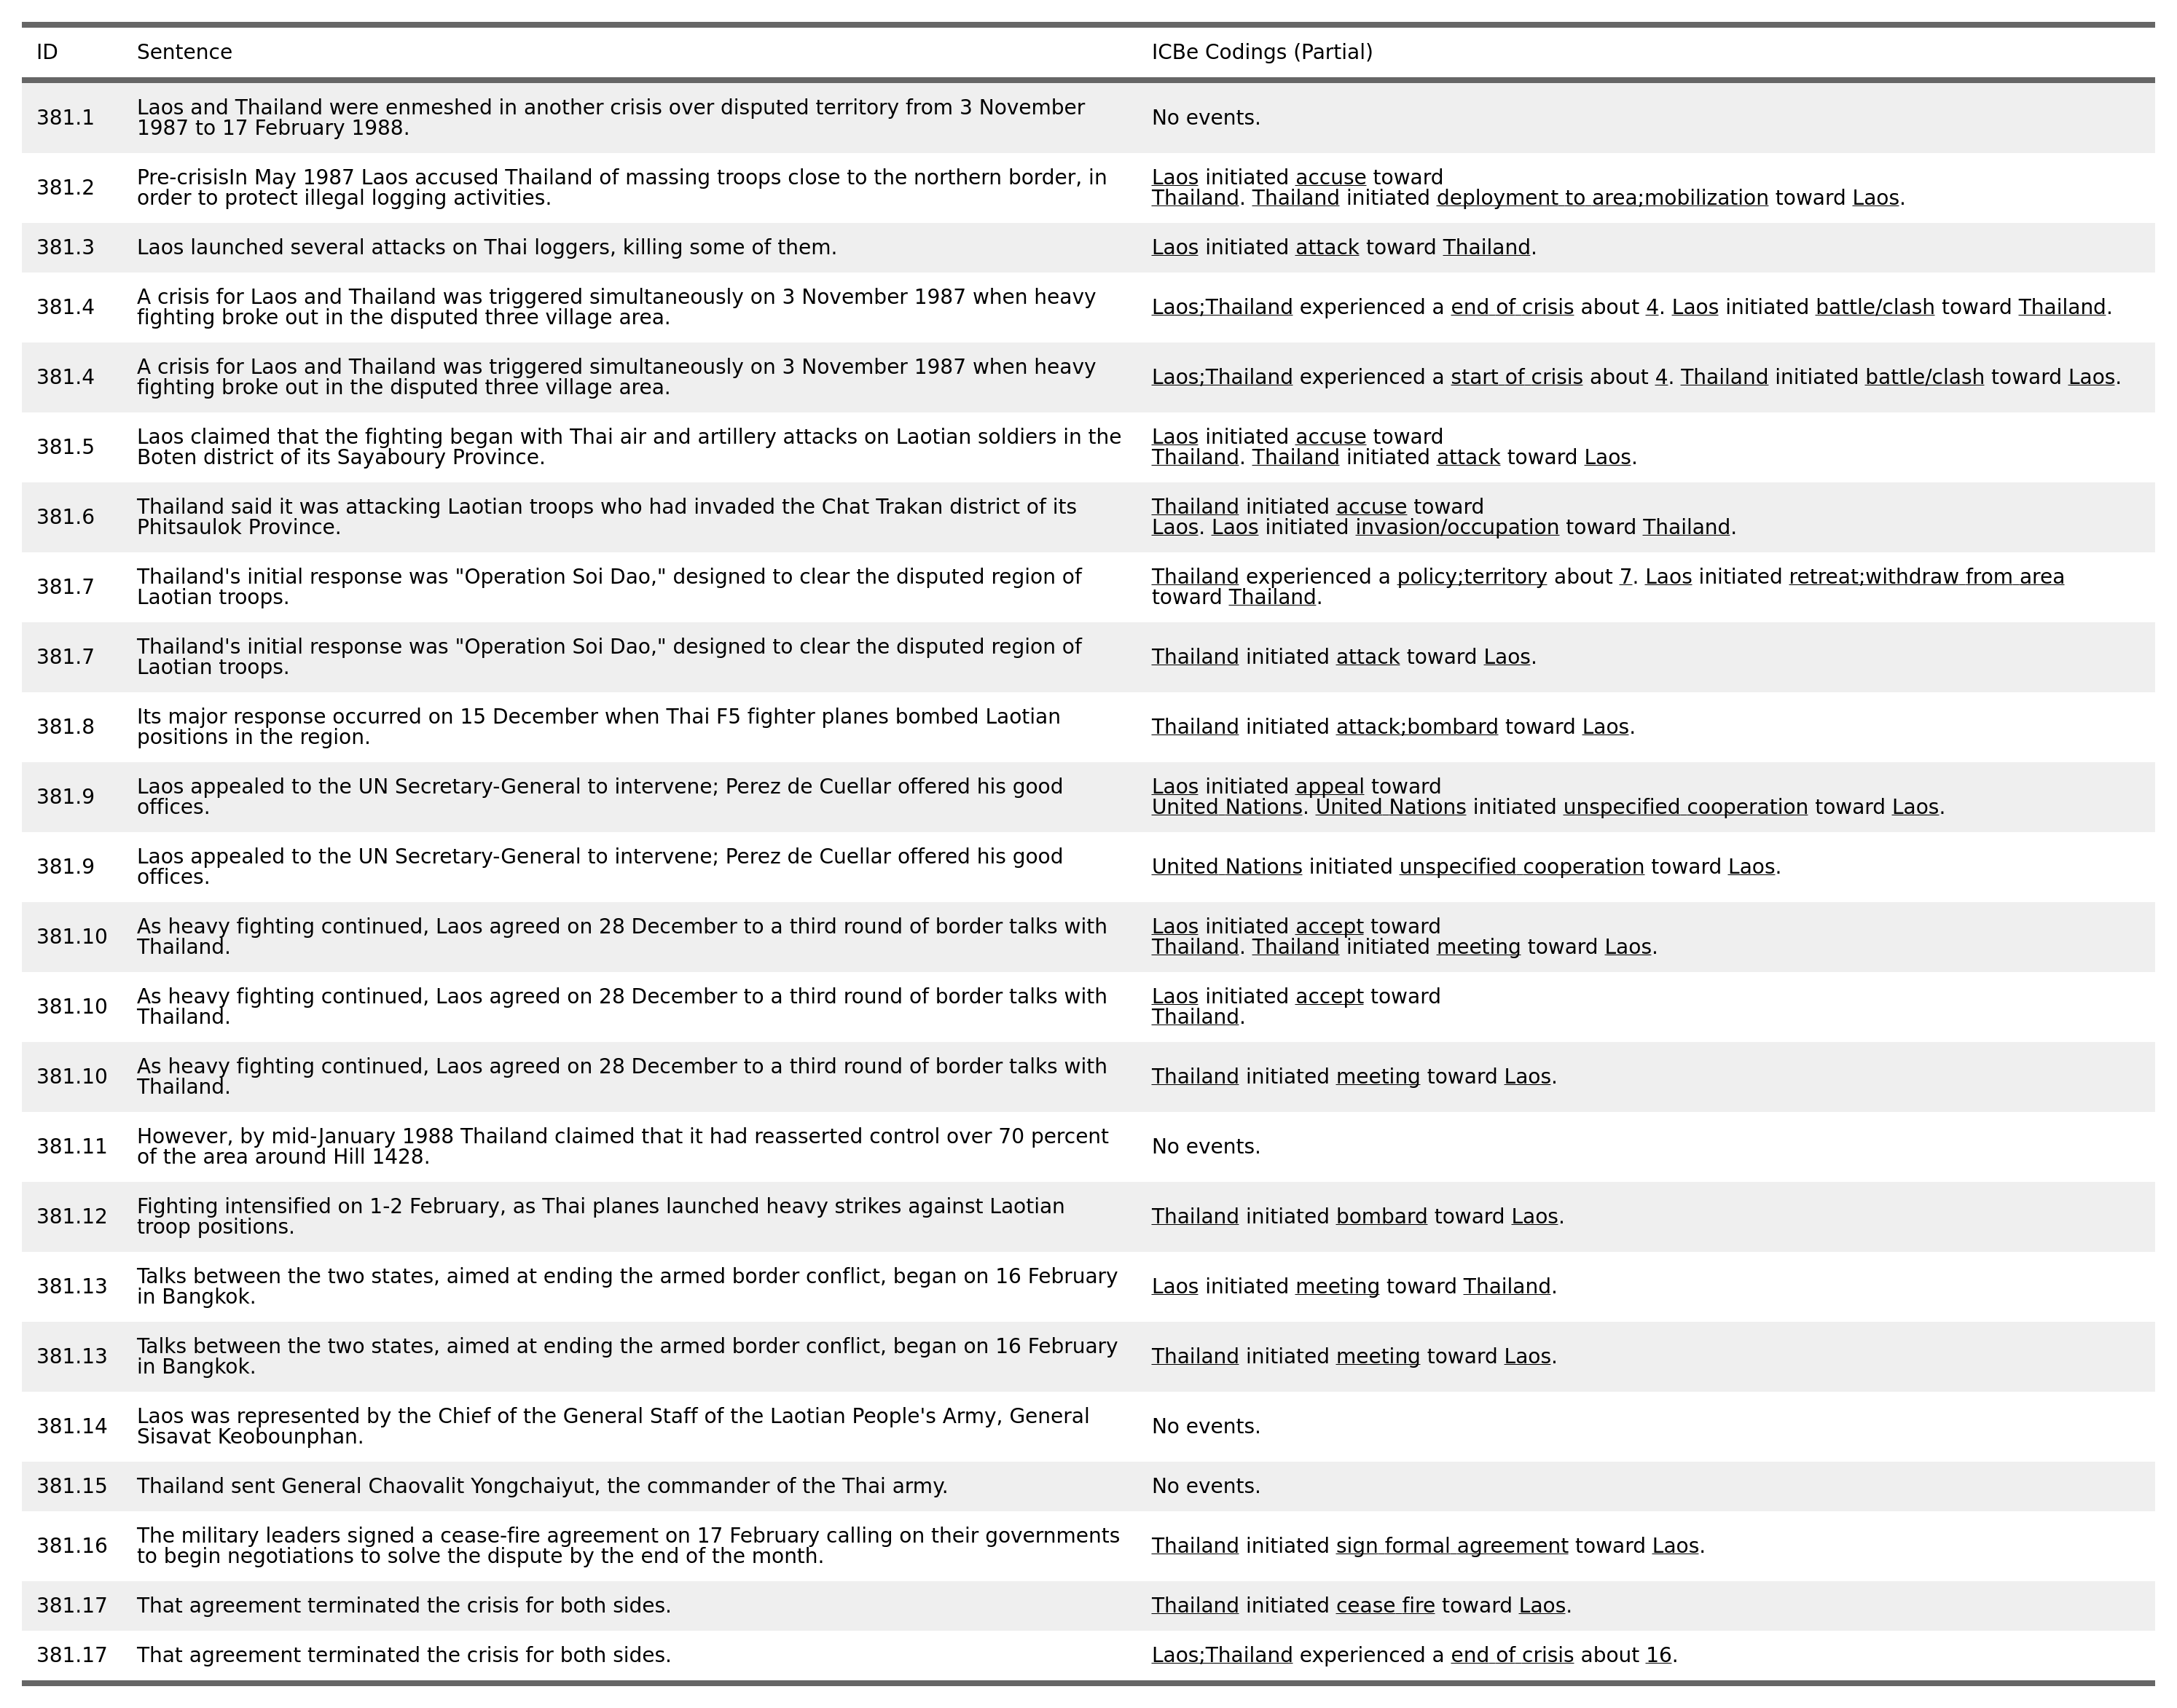 ID Sentence ICBe Codings (Partial)
381.1 Laos and Thailand were enmeshed in another crisis over disputed territory from 3 November
1987 to 17 February 1988. No events.
381.2 Pre-crisisIn May 1987 Laos accused Thailand of massing troops close to the northern border, in
order to protect illegal logging activities. Laos initiated accuse toward
Thailand. Thailand initiated deployment to area;mobilization toward Laos.
381.3 Laos launched several attacks on Thai loggers, killing some of them. Laos initiated attack toward Thailand.
381.4 A crisis for Laos and Thailand was triggered simultaneously on 3 November 1987 when heavy
fighting broke out in the disputed three village area. Laos;Thailand experienced a end of crisis about 4. Laos initiated battle/clash toward Thailand.
381.4 A crisis for Laos and Thailand was triggered simultaneously on 3 November 1987 when heavy
fighting broke out in the disputed three village area. Laos;Thailand experienced a start of crisis about 4. Thailand initiated battle/clash toward Laos.
381.5 Laos claimed that the fighting began with Thai air and artillery attacks on Laotian soldiers in the
Boten district of its Sayaboury Province. Laos initiated accuse toward
Thailand. Thailand initiated attack toward Laos.
381.6 Thailand said it was attacking Laotian troops who had invaded the Chat Trakan district of its
Phitsaulok Province. Thailand initiated accuse toward
Laos. Laos initiated invasion/occupation toward Thailand.
381.7 Thailand's initial response was "Operation Soi Dao," designed to clear the disputed region of
Laotian troops. Thailand experienced a policy;territory about 7. Laos initiated retreat;withdraw from area
toward Thailand.
381.7 Thailand's initial response was "Operation Soi Dao," designed to clear the disputed region of
Laotian troops. Thailand initiated attack toward Laos.
381.8 Its major response occurred on 15 December when Thai F5 fighter planes bombed Laotian
positions in the region. Thailand initiated attack;bombard toward Laos.
381.9 Laos appealed to the UN Secretary-General to intervene; Perez de Cuellar offered his good
offices. Laos initiated appeal toward
United Nations. United Nations initiated unspecified cooperation toward Laos.
381.9 Laos appealed to the UN Secretary-General to intervene; Perez de Cuellar offered his good
offices. United Nations initiated unspecified cooperation toward Laos.
381.10 As heavy fighting continued, Laos agreed on 28 December to a third round of border talks with
Thailand. Laos initiated accept toward
Thailand. Thailand initiated meeting toward Laos.
381.10 As heavy fighting continued, Laos agreed on 28 December to a third round of border talks with
Thailand. Laos initiated accept toward
Thailand.
381.10 As heavy fighting continued, Laos agreed on 28 December to a third round of border talks with
Thailand. Thailand initiated meeting toward Laos.
381.11 However, by mid-January 1988 Thailand claimed that it had reasserted control over 70 percent
of the area around Hill 1428. No events.
381.12 Fighting intensified on 1-2 February, as Thai planes launched heavy strikes against Laotian
troop positions. Thailand initiated bombard toward Laos.
381.13 Talks between the two states, aimed at ending the armed border conflict, began on 16 February
in Bangkok. Laos initiated meeting toward Thailand.
381.13 Talks between the two states, aimed at ending the armed border conflict, began on 16 February
in Bangkok. Thailand initiated meeting toward Laos.
381.14 Laos was represented by the Chief of the General Staff of the Laotian People's Army, General
Sisavat Keobounphan. No events.
381.15 Thailand sent General Chaovalit Yongchaiyut, the commander of the Thai army. No events.
381.16 The military leaders signed a cease-fire agreement on 17 February calling on their governments
to begin negotiations to solve the dispute by the end of the month. Thailand initiated sign formal agreement toward Laos.
381.17 That agreement terminated the crisis for both sides. Thailand initiated cease fire toward Laos.
381.17 That agreement terminated the crisis for both sides. Laos;Thailand experienced a end of crisis about 16.